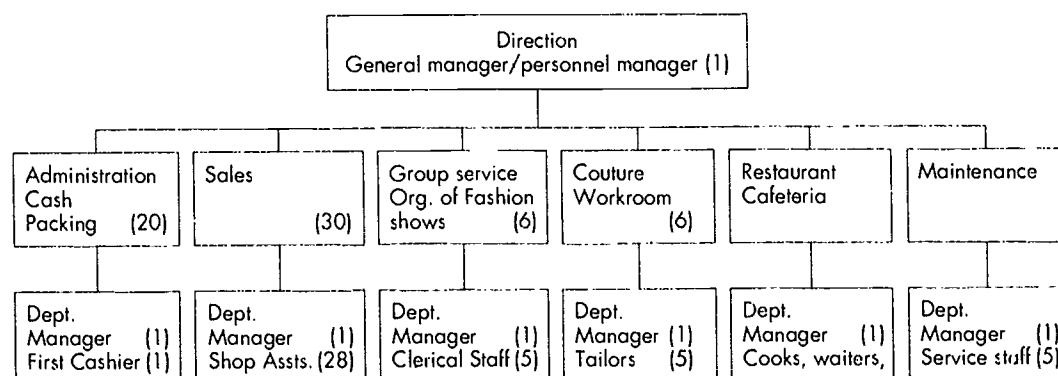 Direction
General manager/personnel manager (1)
Administration
Cash
Packing (20)
Sales
(30)
Group service
Org. of Fashion
shows (6)
Couture
Workroom
(6)
Restaurant
Cafeteria
Maintenance
Dept.
Manager (1)
First Cashier (1)
Dept.
Manager (1)
Shop Assts. (28)
Dept.
Manager (1)
Clerical Staff (5)
Dept.
Manager (1)
Tailors (5)
Dept.
Manager (1)
Cooks, waiters,
Dept.
Manager (1)
Service staff (5)